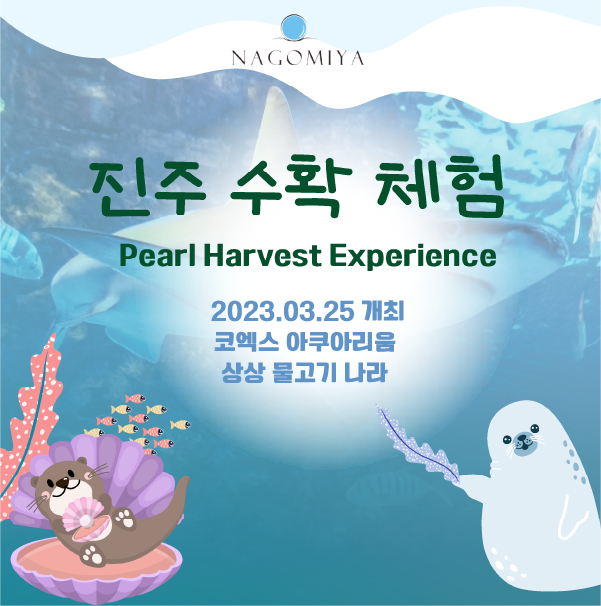 NAGOMIYA
진주 수확 체험
Pearl Harvest Experience
2023.03.25 개최
코엑스 아쿠아리음
상상 물고기 나라